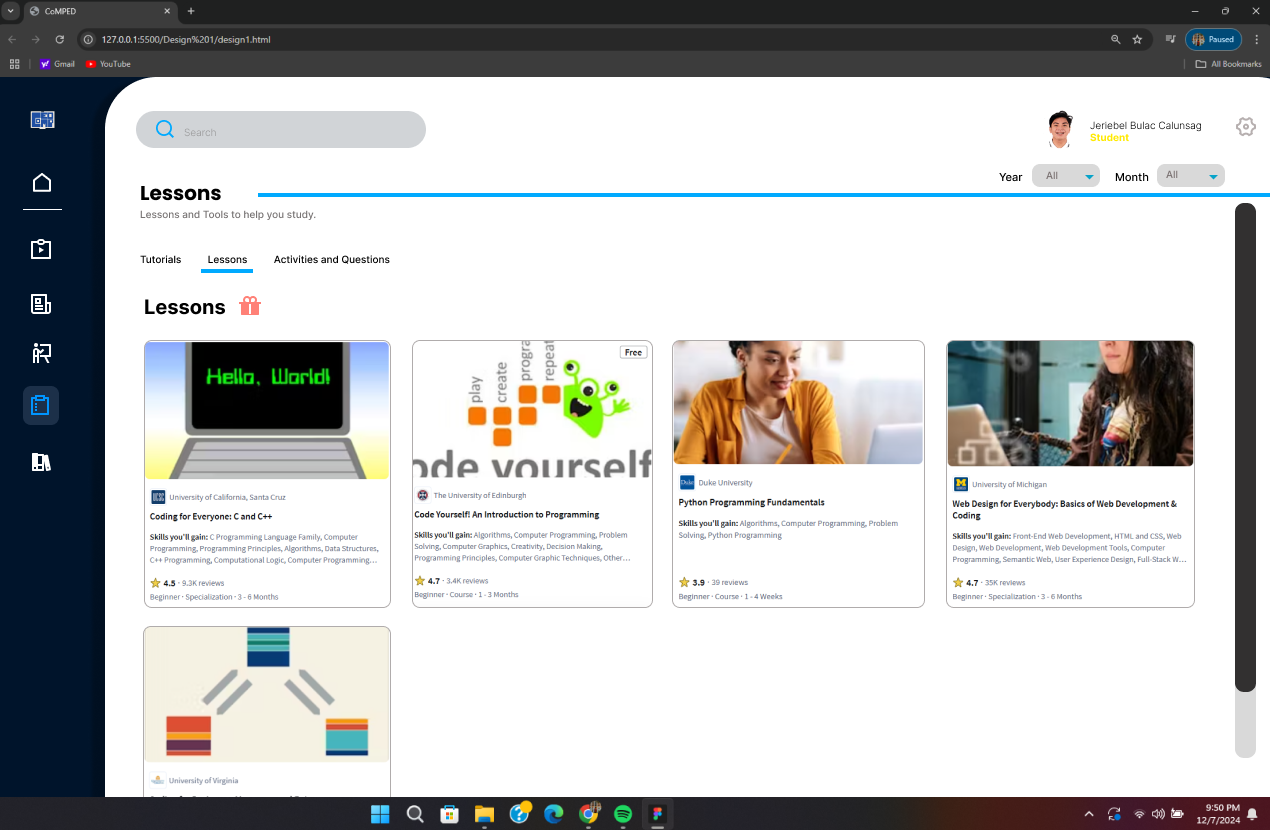 CoMPED
127.0.0.1:5500/Design%201/design1.html
Paused
Gmail
YouTube
All Bookmarks
Search
Jeriebel Bulac Calunsag
Student
Year
All
Month
All
Lessons
Lessons and Tools to help you study.
Tutorials
Lessons
Activities and Questions
Lessons
Hello, World!
University of California, Santa Cruz
Coding for Everyone: C and C++
Skills you'll gain: C Programming Language Family, Computer
Programming, Programming Principles, Algorithms, Data Structures,
C++ Programming, Computational Logic, Computer Programming…
4.5 · 9.3K reviews
Beginner · Specialization · 3 - 6 Months
Free
play
create
progra
repeat
ode yourself
The University of Edinburgh
Code Yourself! An Introduction to Programming
Skills you'll gain: Algorithms, Computer Programming, Problem
Solving, Computer Graphics, Creativity, Decision Making,
Programming Principles, Computer Graphic Techniques, Other…
4.7 · 3.4K reviews
Beginner · Course · 1 - 3 Months
Duke
Duke University
Python Programming Fundamentals
Skills you'll gain: Algorithms, Computer Programming, Problem
Solving, Python Programming
3.9 · 39 reviews
Beginner · Course · 1 - 4 Weeks
M
University of Michigan
Web Design for Everybody: Basics of Web Development &
Coding
Skills you'll gain: Front-End Web Development, HTML and CSS, Web
Design, Web Development, Web Development Tools, Computer
Programming, Semantic Web, User Experience Design, Full-Stack W…
4.7 · 35K reviews
Beginner · Specialization · 3 - 6 Months
University of Virginia
9:50 PM
12/7/2024